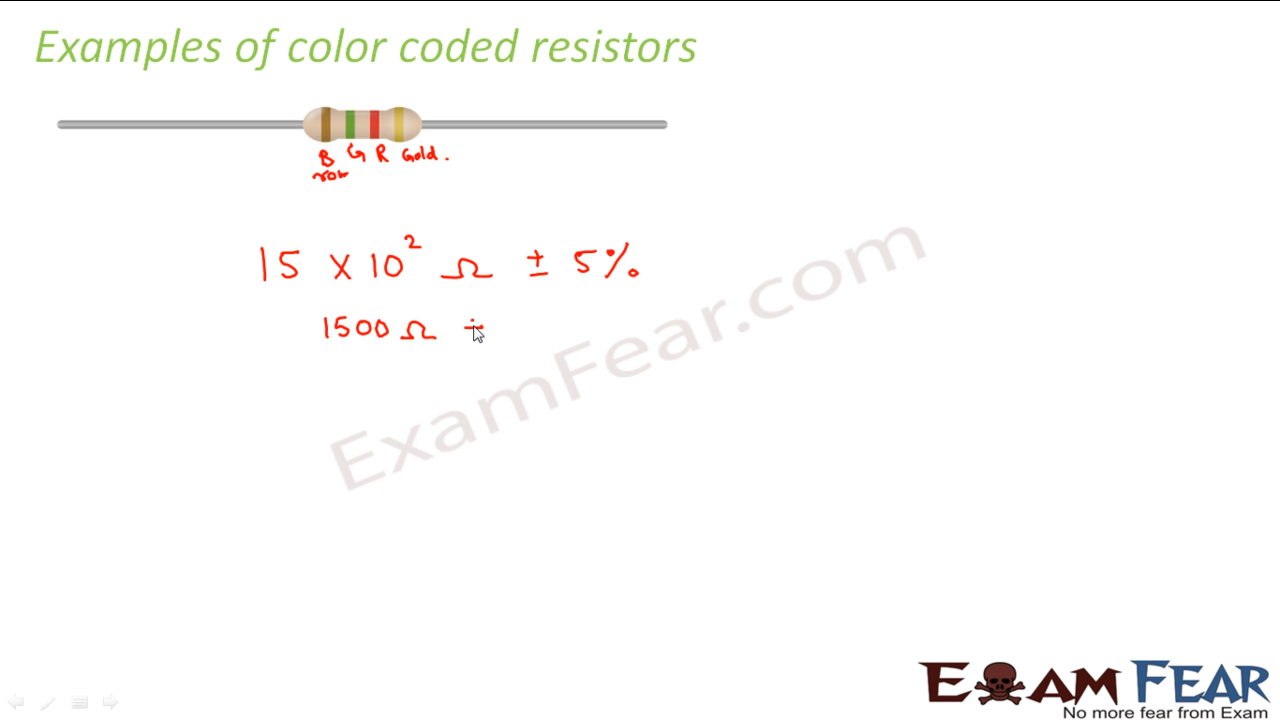 Examples of color coded resistors
B G R Gold.
row
15 X 10² Ω ± 5%
1500 Ω
ExamFear.com
EXAM FEAR
No more fear from Exam